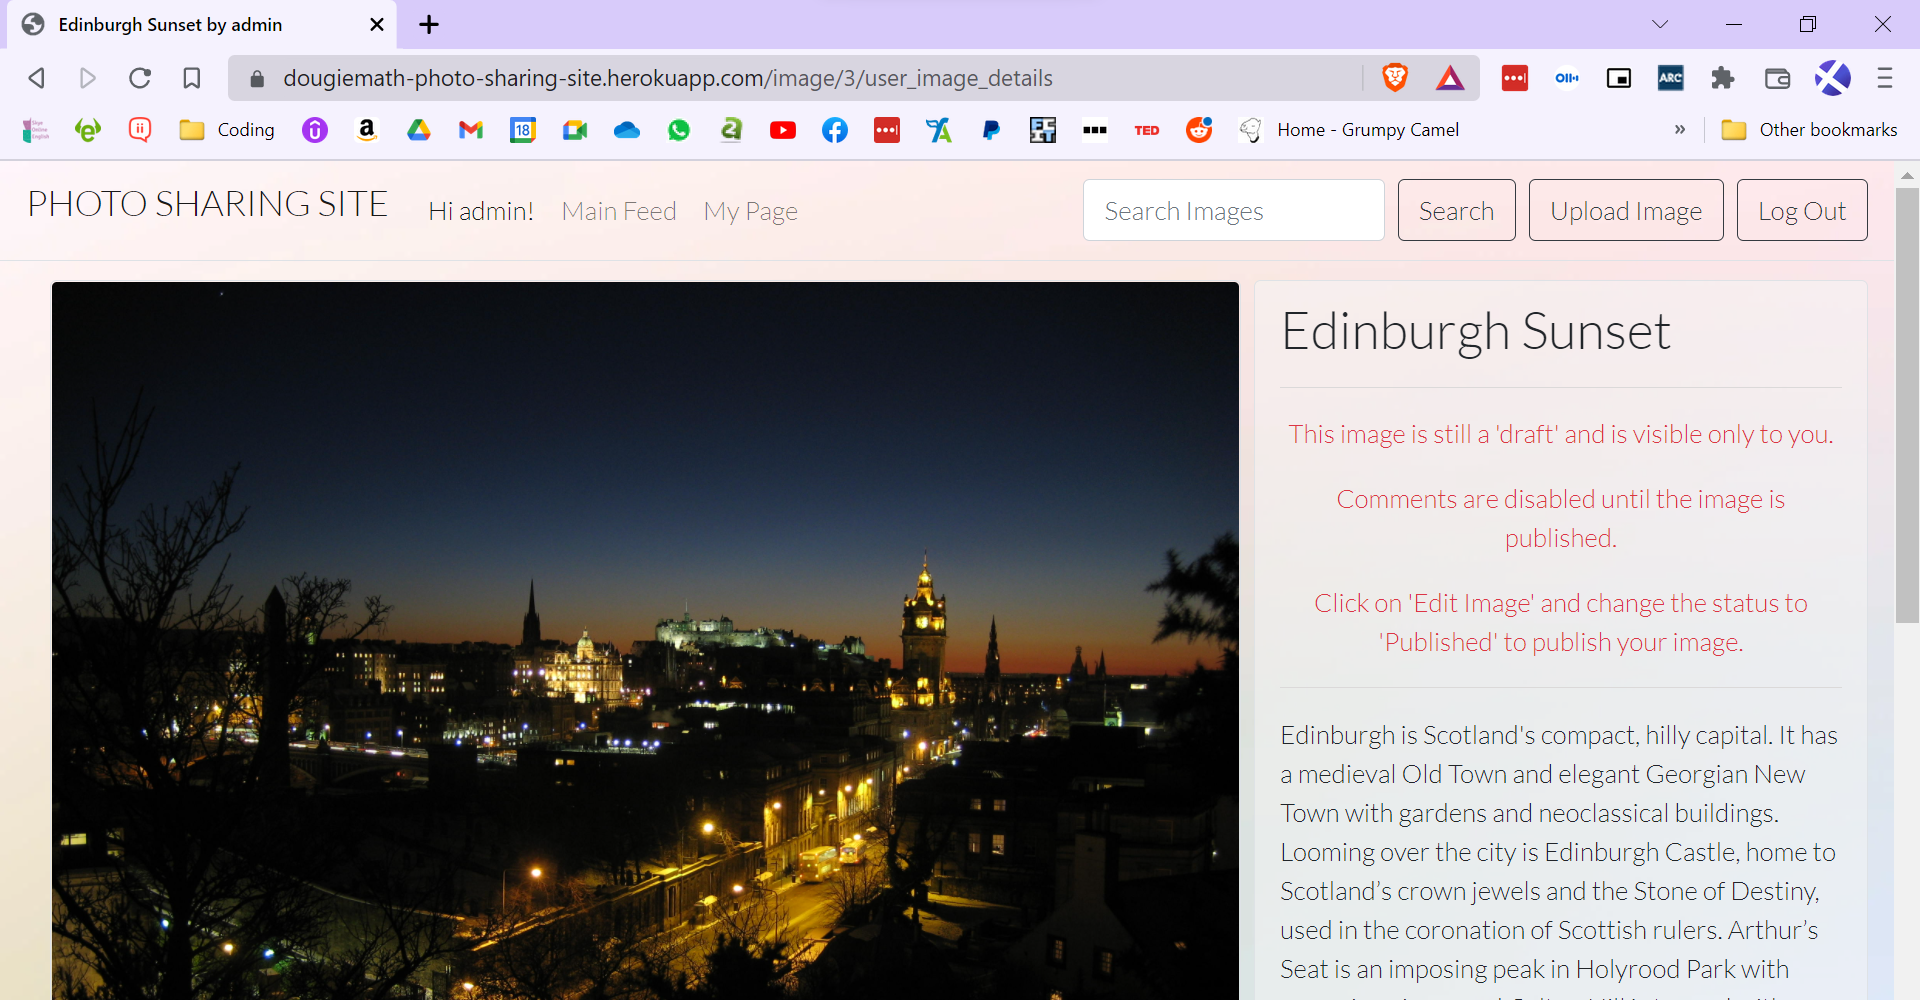 Edinburgh Sunset by admin
dougiemath-photo-sharing-site.herokuapp.com/image/3/user_image_details
ARC
Coding
18
TED
Home - Grumpy Camel
Other bookmarks
PHOTO SHARING SITE
Hi admin!
Main Feed
My Page
Search Images
Search
Upload Image
Log Out
Edinburgh Sunset
This image is still a 'draft' and is visible only to you.
Comments are disabled until the image is
published.
Click on 'Edit Image' and change the status to
'Published' to publish your image.
Edinburgh is Scotland's compact, hilly capital. It has
a medieval Old Town and elegant Georgian New
Town with gardens and neoclassical buildings.
Looming over the city is Edinburgh Castle, home to
Scotland’s crown jewels and the Stone of Destiny,
used in the coronation of Scottish rulers. Arthur’s
Seat is an imposing peak in Holyrood Park with